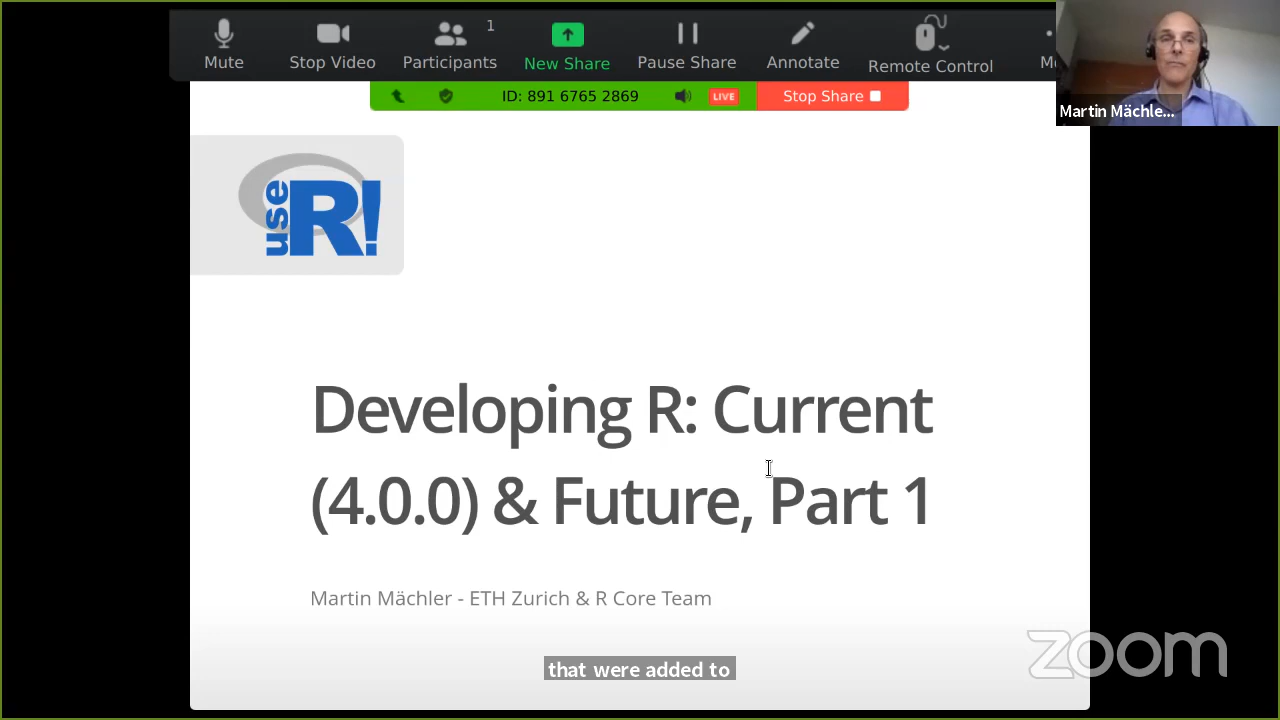 1
Mute
Stop Video
Participants
New Share
Pause Share
Annotate
Remote Control
ID: 891 6765 2869
LIVE
Stop Share
Martin Mächle...
use
R!
Developing R: Current
(4.0.0) & Future, Part 1
Martin Mächler - ETH Zurich & R Core Team
that were added to
zoom